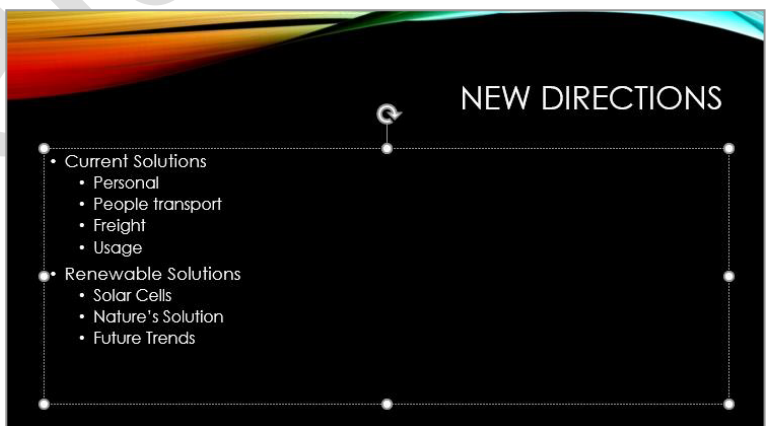 NEW DIRECTIONS
• Current Solutions
• Personal
• People transport
• Freight
• Usage
• Renewable Solutions
• Solar Cells
• Nature's Solution
• Future Trends